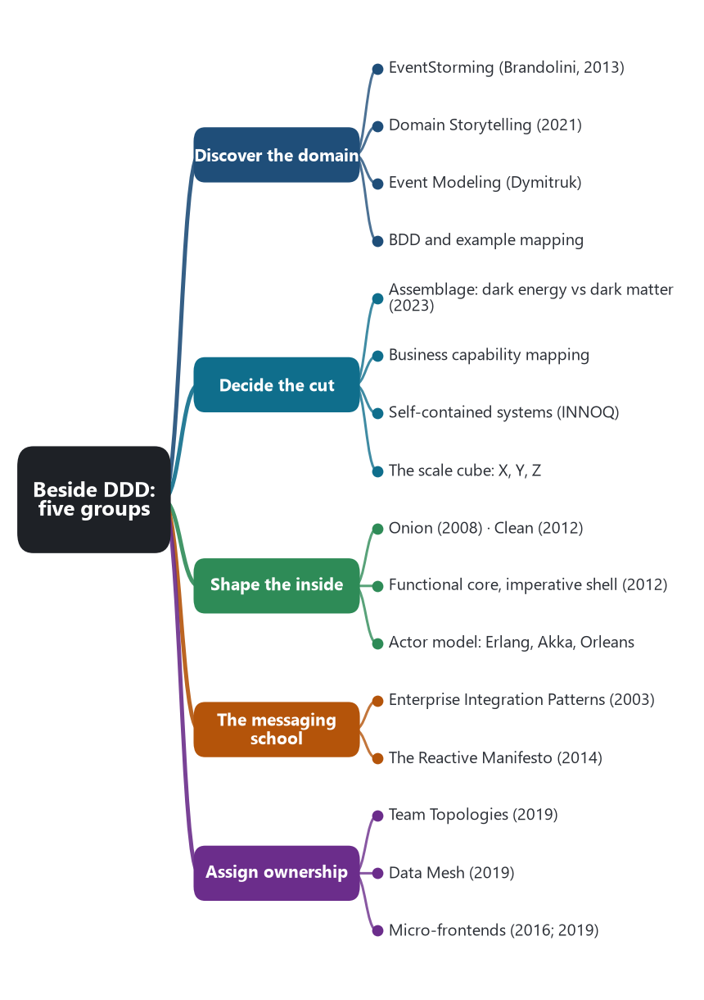 Beside DDD:
five groups
Discover the domain
EventStorming (Brandolini, 2013)
Domain Storytelling (2021)
Event Modeling (Dymitruk)
BDD and example mapping
Decide the cut
Assemblage: dark energy vs dark matter
(2023)
Business capability mapping
Self-contained systems (INNOQ)
The scale cube: X, Y, Z
Shape the inside
Onion (2008) · Clean (2012)
Functional core, imperative shell (2012)
Actor model: Erlang, Akka, Orleans
The messaging
school
Enterprise Integration Patterns (2003)
The Reactive Manifesto (2014)
Assign ownership
Team Topologies (2019)
Data Mesh (2019)
Micro-frontends (2016; 2019)